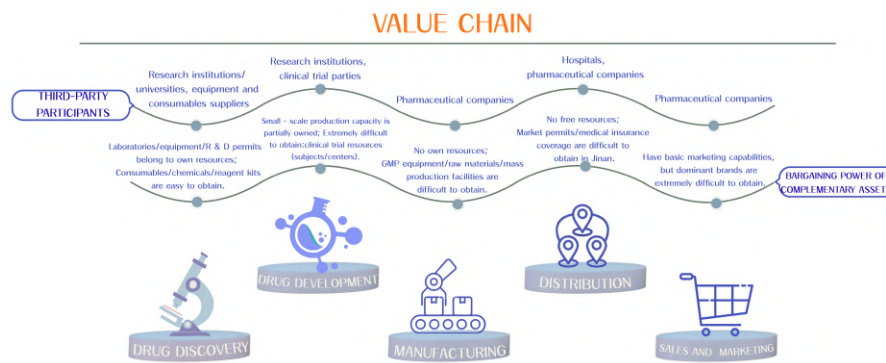 VALUE CHAIN
THIRD-PARTY
PARTICIPANTS
Research institutions/
universities, equipment and
consumables suppliers
Research institutions,
clinical trial parties
Pharmaceutical companies
Hospitals,
pharmaceutical companies
Pharmaceutical companies
Laboratories/equipment/R & D permits
belong to own resources;
Consumables/chemicals/reagent kits
are easy to obtain.
Small - scale production capacity is
partially owned; Extremely difficult
to obtain:clinical trial resources
(subjects/centers).
No own resources;
GMP equipment/raw materials/mass
production facilities are
difficult to obtain.
No free resources;
Market permits/medical insurance
coverage are difficult to
obtain in Jinan.
Have basic marketing capabilities,
but dominant brands are
extremely difficult to obtain.
BARGAINING POWER OF
COMPLEMENTARY ASSET
DRUG DISCOVERY
DRUG DEVELOPMENT
MANUFACTURING
DISTRIBUTION
SALES AND MARKETING